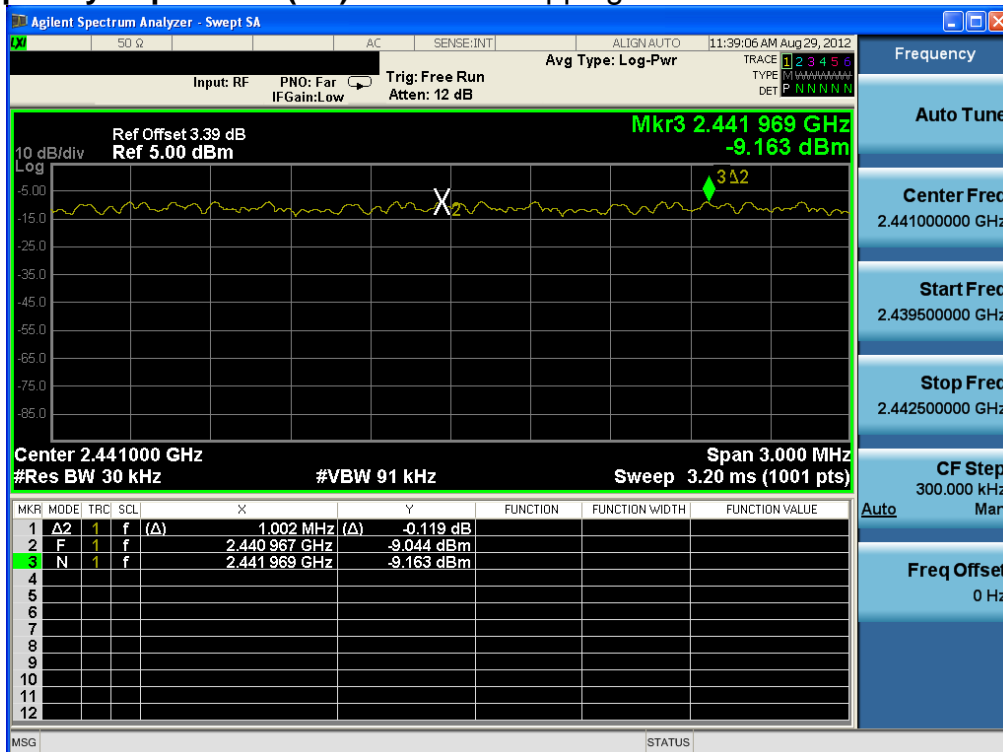 Agilent Spectrum Analyzer - Swept SA
LXI 50 Ω AC SENSE:INT ALIGN AUTO 11:39:06 AM Aug 29, 2012
Input: RF PNO: Far IFGain:Low Trig: Free Run Atten: 12 dB Avg Type: Log-Pwr
TRACE 1 2 3 4 5 6
TYPE M W W W W W
DET P N N N N N
Mkr3 2.441 969 GHz
-9.163 dBm
Ref Offset 3.39 dB
10 dB/div Ref 5.00 dBm
Log
-5.00
-15.0
-25.0
-35.0
-45.0
-55.0
-65.0
-75.0
-85.0
X2
3Δ2
Center 2.441000 GHz Span 3.000 MHz
#Res BW 30 kHz #VBW 91 kHz Sweep 3.20 ms (1001 pts)
MKR MODE TRC SCL X Y FUNCTION FUNCTION WIDTH FUNCTION VALUE
1 Δ2 1 f (Δ) 1.002 MHz (Δ) -0.119 dB
2 F 1 f 2.440 967 GHz -9.044 dBm
3 N 1 f 2.441 969 GHz -9.163 dBm
4
5
6
7
8
9
10
11
12
MSG STATUS
Frequency
Auto Tune
Center Freq
2.441000000 GHz
Start Freq
2.439500000 GHz
Stop Freq
2.442500000 GHz
CF Step
300.000 kHz
Auto Man
Freq Offset
0 Hz